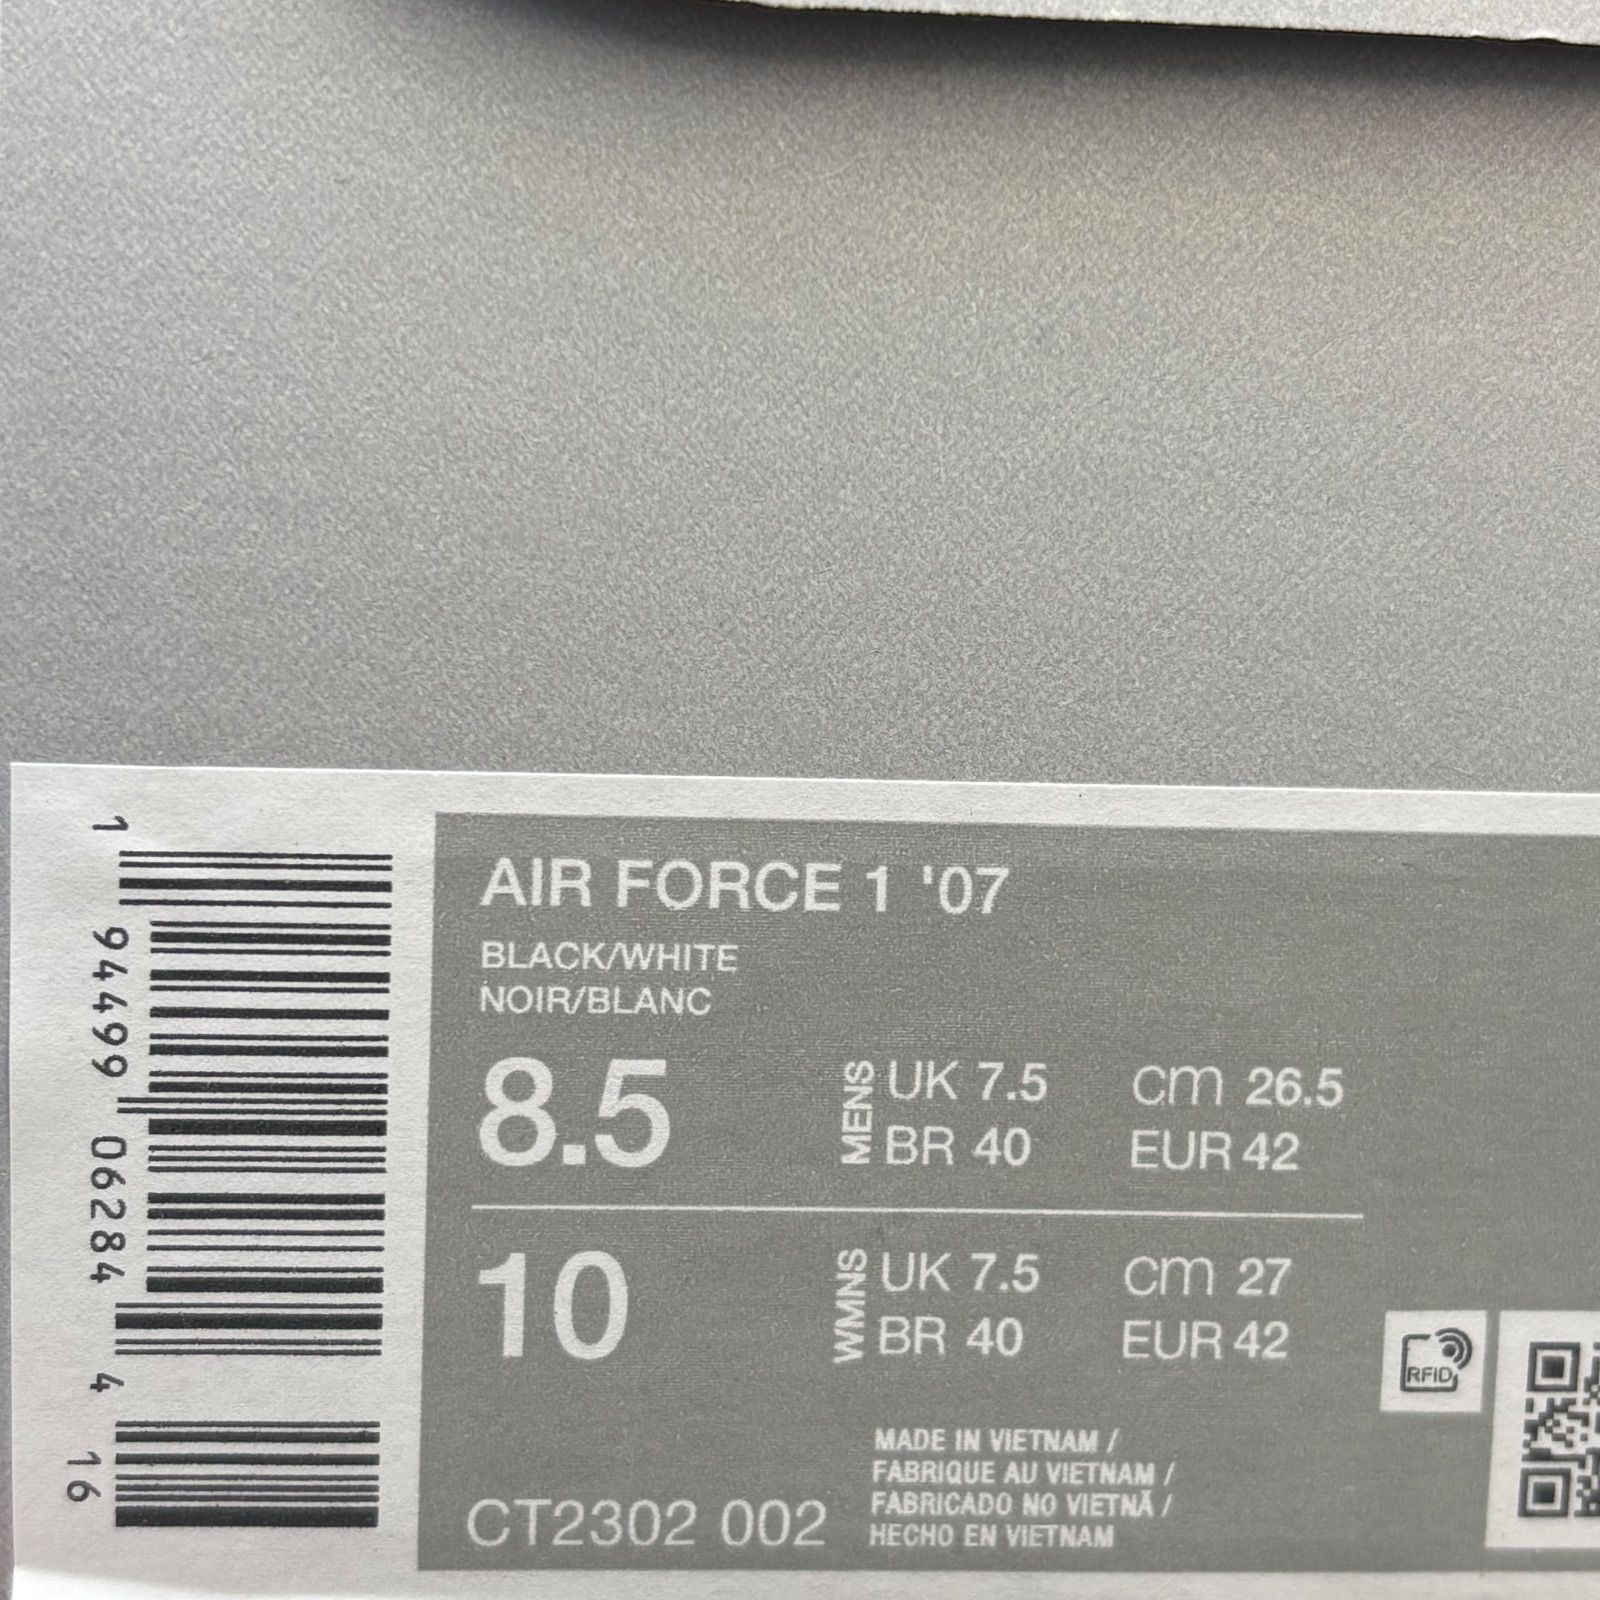 1 94499 06284 4 16
AIR FORCE 1 '07
BLACK/WHITE
NOIR/BLANC
8.5 MENS UK 7.5 cm 26.5
BR 40 EUR 42
10 WMNS UK 7.5 cm 27
BR 40 EUR 42
RFID
MADE IN VIETNAM /
FABRIQUE AU VIETNAM /
FABRICADO NO VIETNÃ /
HECHO EN VIETNAM
CT2302 002